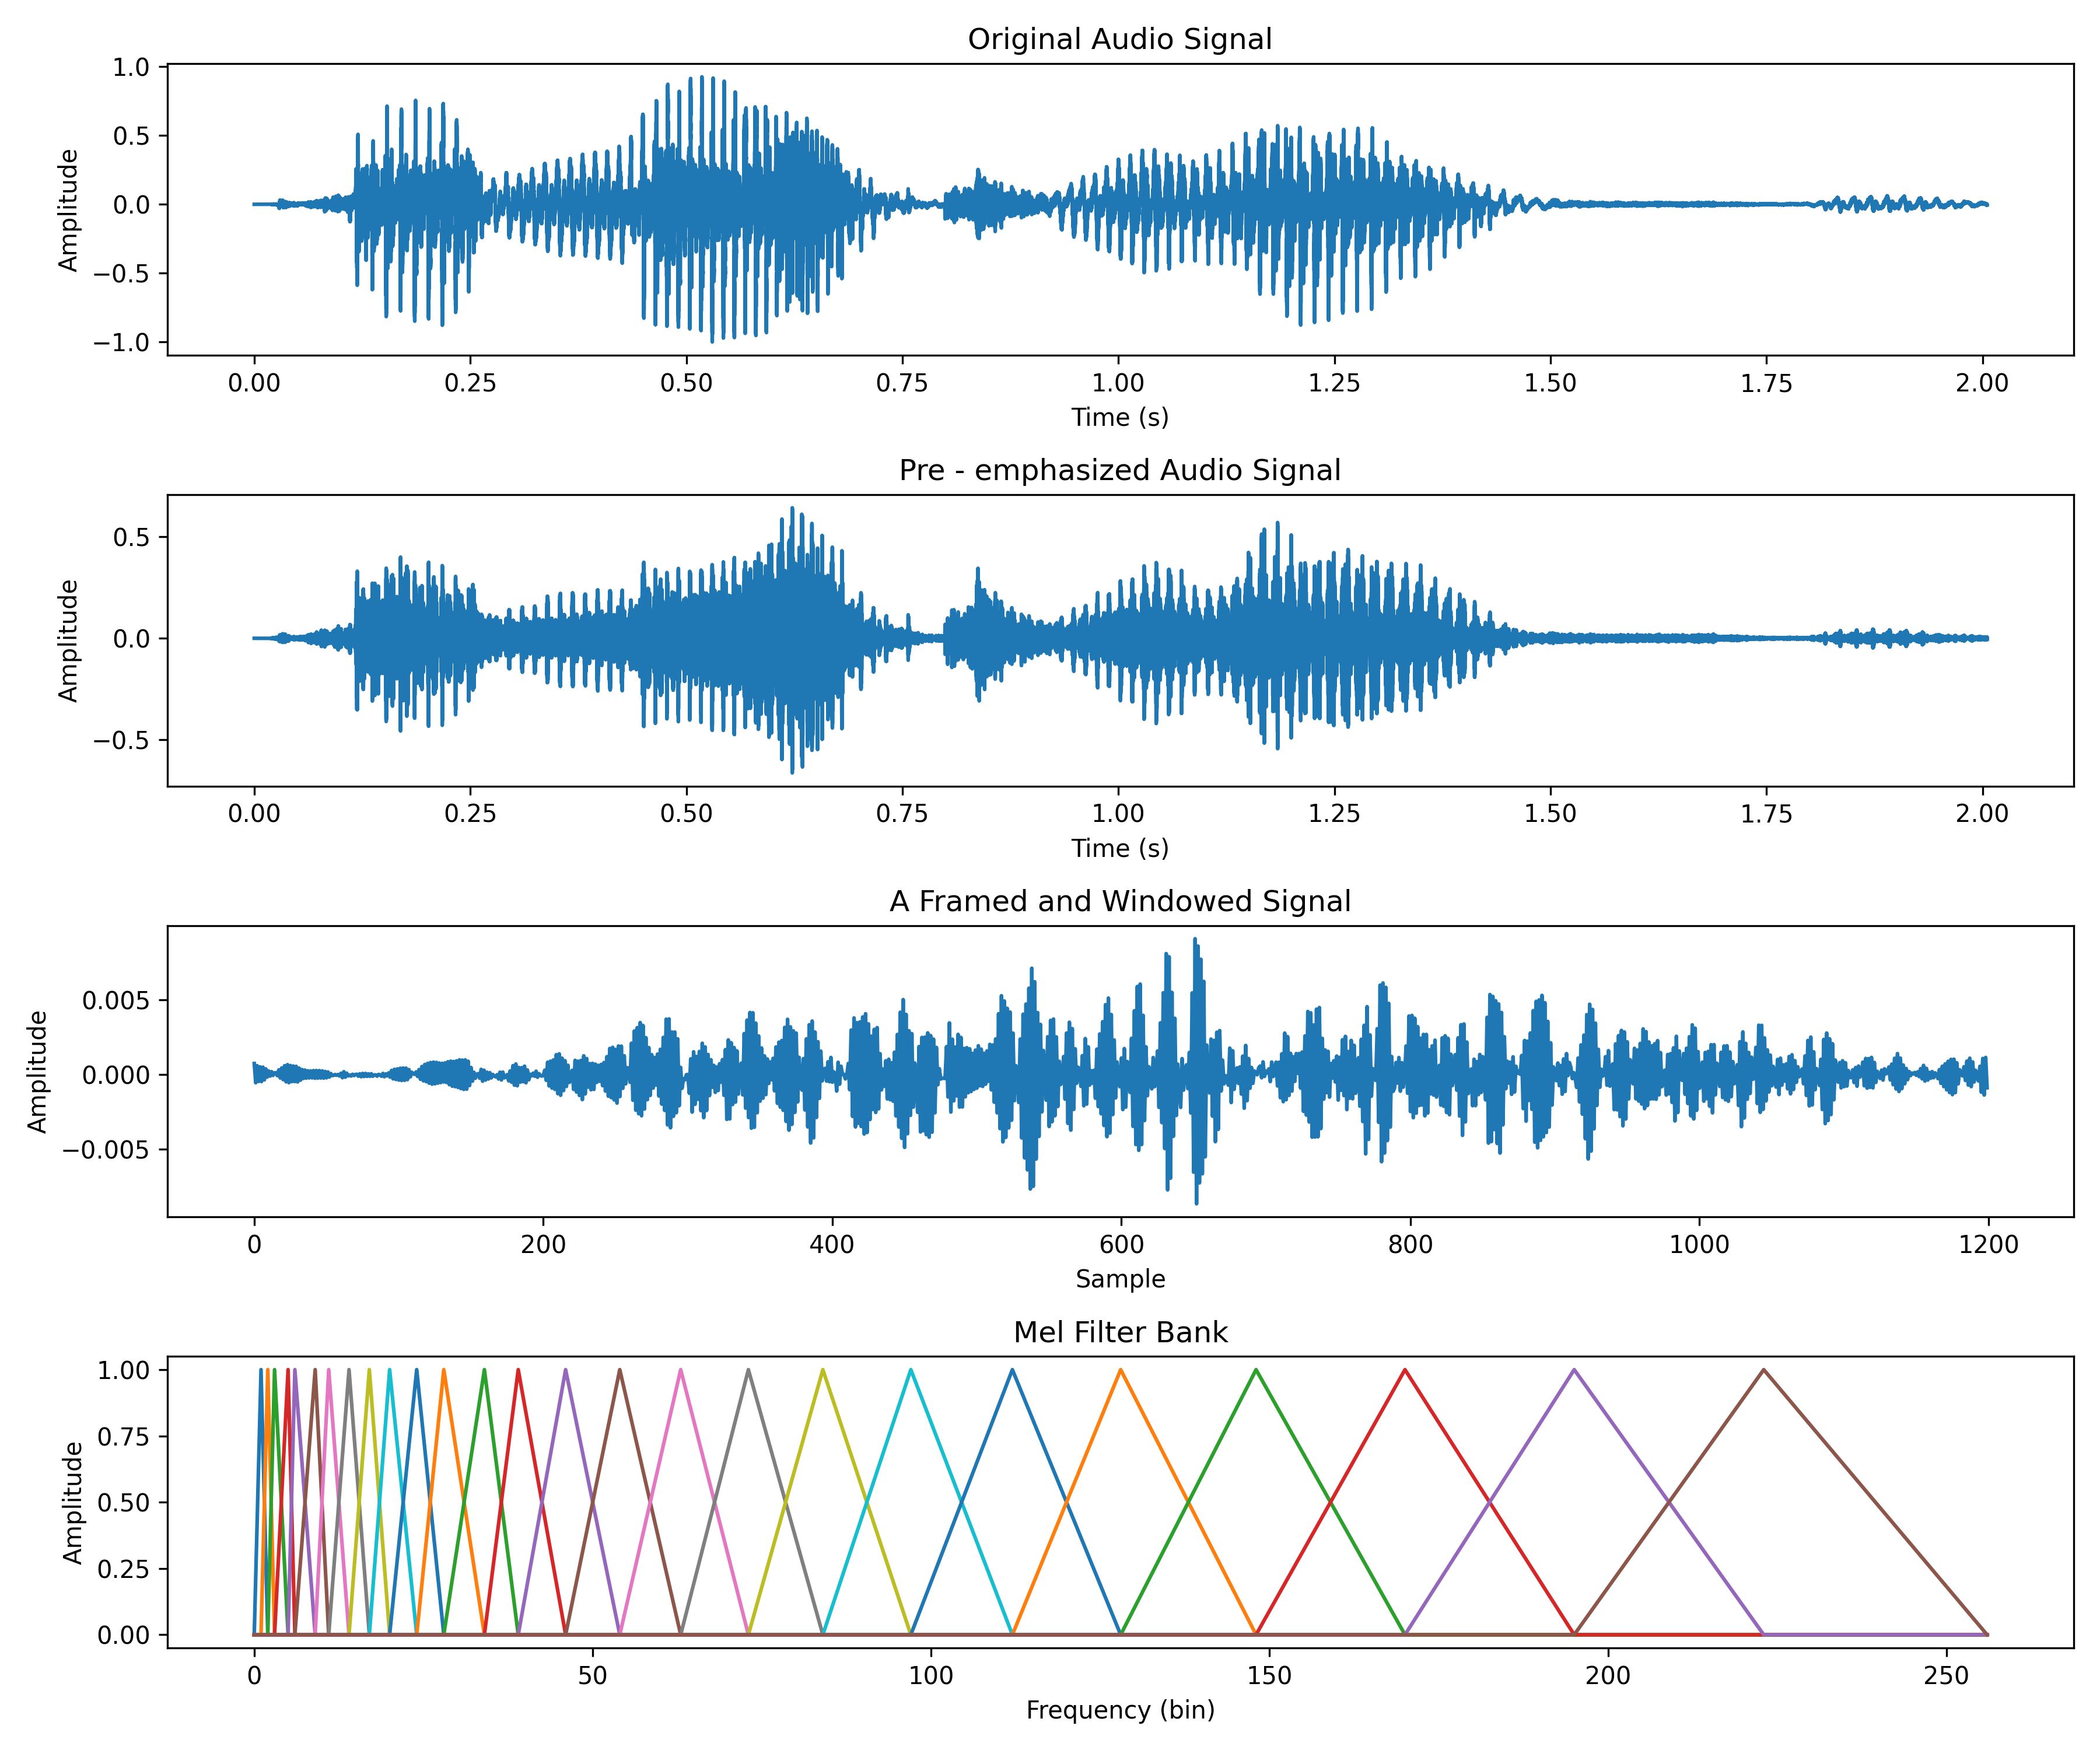 Original Audio Signal
1.0
0.5
0.0
−0.5
−1.0
Amplitude
0.00 0.25 0.50 0.75 1.00 1.25 1.50 1.75 2.00
Time (s)
Pre - emphasized Audio Signal
0.5
0.0
−0.5
Amplitude
0.00 0.25 0.50 0.75 1.00 1.25 1.50 1.75 2.00
Time (s)
A Framed and Windowed Signal
0.005
0.000
−0.005
Amplitude
0 200 400 600 800 1000 1200
Sample
Mel Filter Bank
1.00
0.75
0.50
0.25
0.00
Amplitude
0 50 100 150 200 250
Frequency (bin)